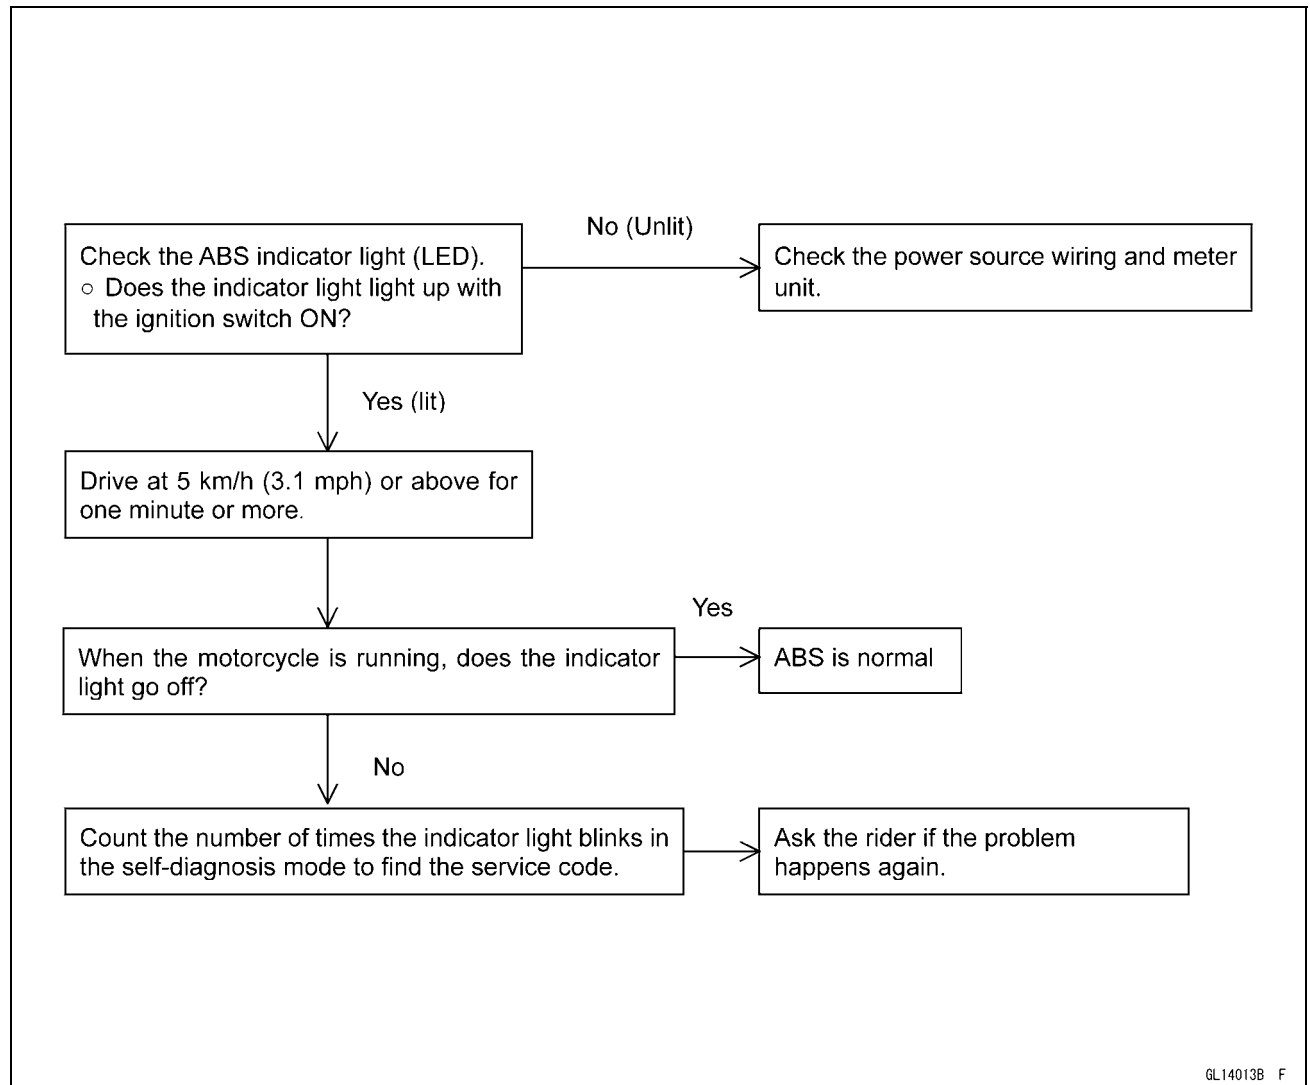 No (Unlit)
Check the ABS indicator light (LED).
○ Does the indicator light light up with
the ignition switch ON?
Check the power source wiring and meter
unit.
Yes (lit)
Drive at 5 km/h (3.1 mph) or above for
one minute or more.
Yes
When the motorcycle is running, does the indicator
light go off?
ABS is normal
No
Count the number of times the indicator light blinks in
the self-diagnosis mode to find the service code.
Ask the rider if the problem
happens again.
GL14013B F